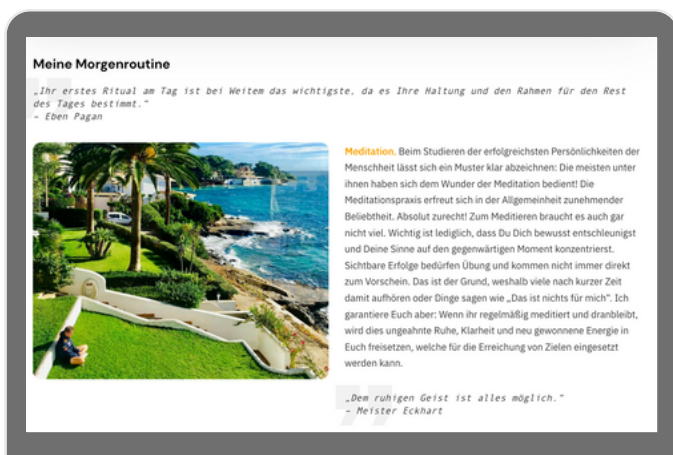 Meine Morgenroutine
„Ihr erstes Ritual am Tag ist bei Weitem das wichtigste, da es Ihre Haltung und den Rahmen für den Rest
des Tages bestimmt.“
– Eben Pagan
Meditation. Beim Studieren der erfolgreichsten Persönlichkeiten der
Menschheit lässt sich ein Muster klar abzeichnen: Die meisten unter
ihnen haben sich dem Wunder der Meditation bedient! Die
Meditationspraxis erfreut sich in der Allgemeinheit zunehmender
Beliebtheit. Absolut zurecht! Zum Meditieren braucht es auch gar
nicht viel. Wichtig ist lediglich, dass Du Dich bewusst entschleunigst
und Deine Sinne auf den gegenwärtigen Moment konzentrierst.
Sichtbare Erfolge bedürfen Übung und kommen nicht immer direkt
zum Vorschein. Das ist der Grund, weshalb viele nach kurzer Zeit
damit aufhören oder Dinge sagen wie „Das ist nichts für mich“. Ich
garantiere Euch aber: Wenn ihr regelmäßig meditiert und dranbleibt,
wird dies ungeahnte Ruhe, Klarheit und neu gewonnene Energie in
Euch freisetzen, welche für die Erreichung von Zielen eingesetzt
werden kann.
„Dem ruhigen Geist ist alles möglich.“
– Meister Eckhart